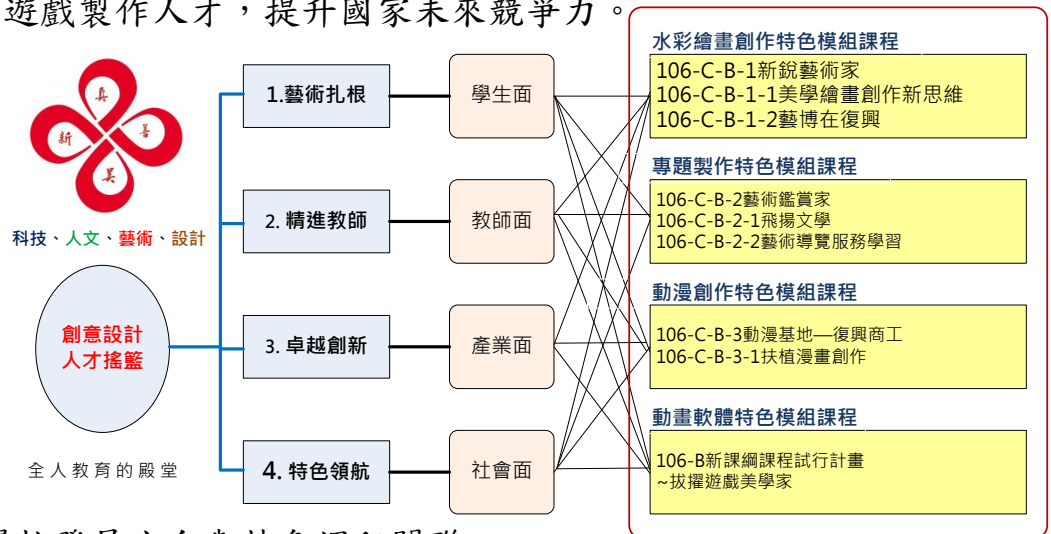 遊戲製作人才,提升國家未來競爭力。
真
新
善
美
科技、人文、藝術、設計
創意設計
人才搖籃
全人教育的殿堂
1.藝術扎根
學生面
2. 精進教師
教師面
3. 卓越創新
產業面
4. 特色領航
社會面
水彩繪畫創作特色模組課程
106-C-B-1新銳藝術家
106-C-B-1-1美學繪畫創作新思維
106-C-B-1-2藝博在復興
專題製作特色模組課程
106-C-B-2藝術鑑賞家
106-C-B-2-1飛揚文學
106-C-B-2-2藝術導覽服務學習
動漫創作特色模組課程
106-C-B-3動漫基地—復興商工
106-C-B-3-1扶植漫畫創作
動畫軟體特色模組課程
106-B新課綱課程試行計畫
~拔擢遊戲美學家